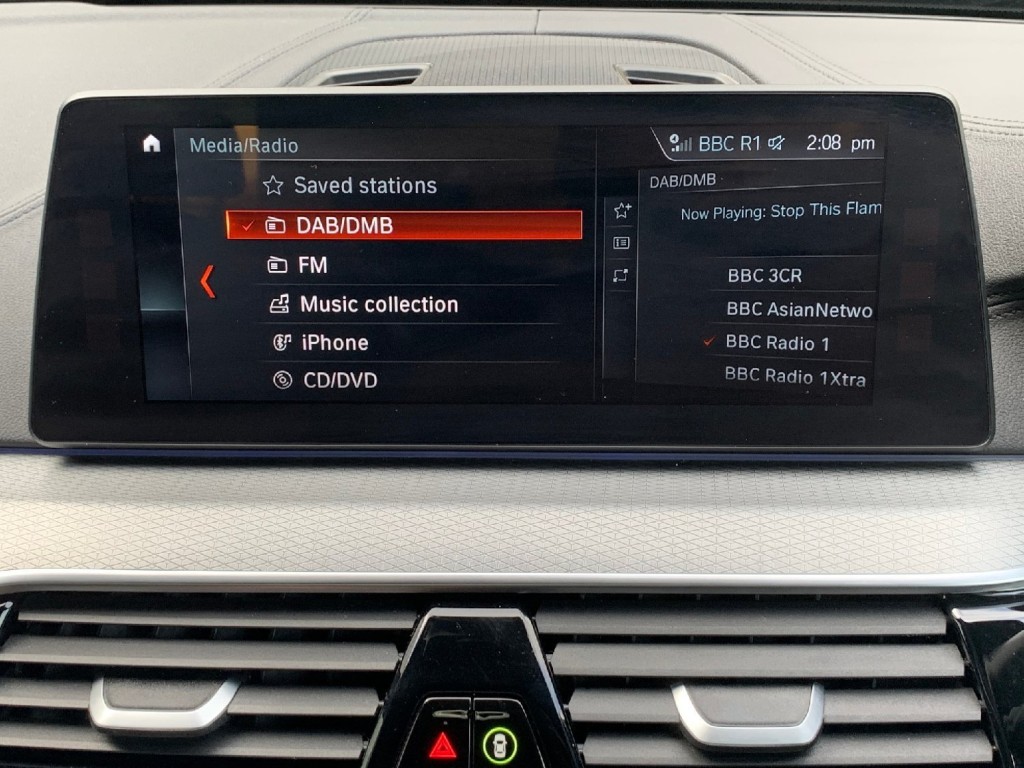 Media/Radio
BBC R1 2:08 pm
Saved stations
DAB/DMB
FM
Music collection
iPhone
CD/DVD
DAB/DMB
Now Playing: Stop This Flam
BBC 3CR
BBC AsianNetwo
BBC Radio 1
BBC Radio 1Xtra